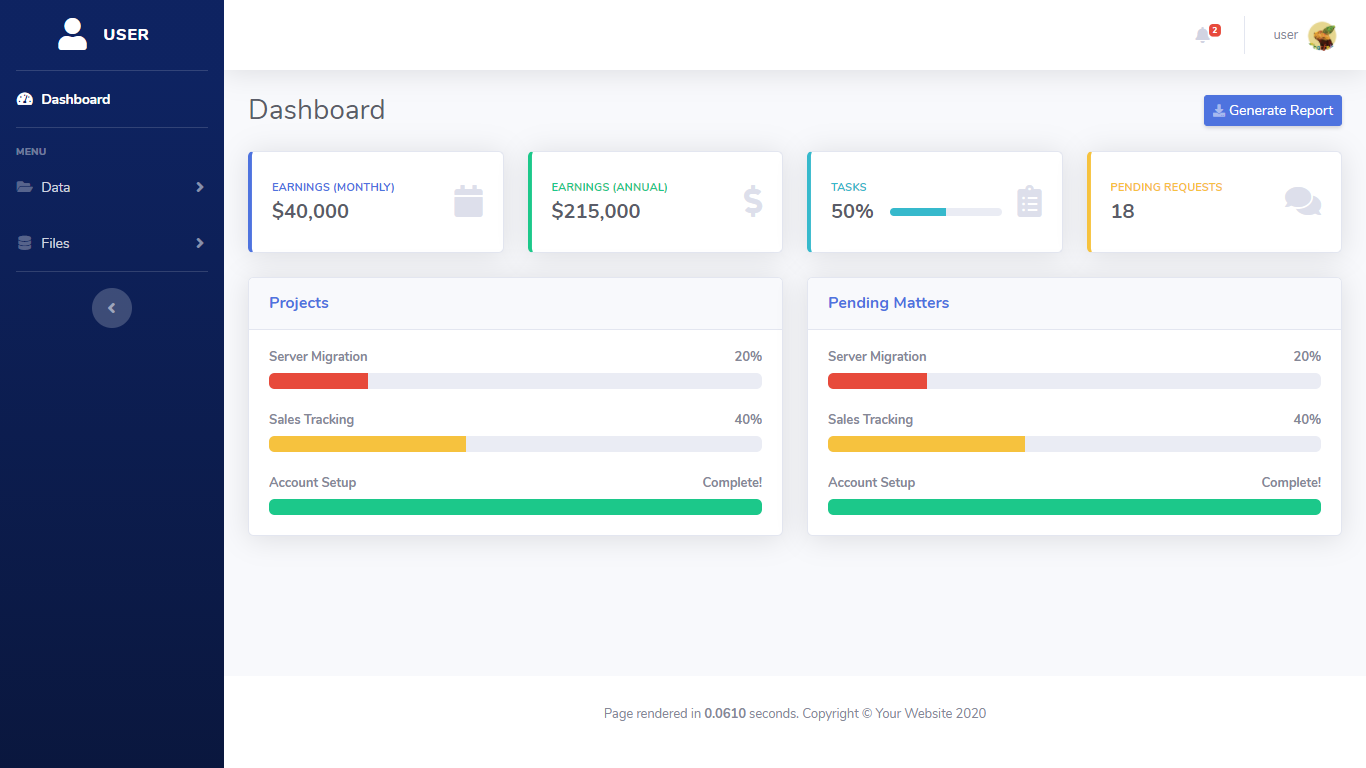 USER
Dashboard
MENU
Data
Files
2
user
Dashboard
Generate Report
EARNINGS (MONTHLY)
$40,000
EARNINGS (ANNUAL)
$215,000
TASKS
50%
PENDING REQUESTS
18
Projects
Server Migration 20%
Sales Tracking 40%
Account Setup Complete!
Pending Matters
Server Migration 20%
Sales Tracking 40%
Account Setup Complete!
Page rendered in 0.0610 seconds. Copyright © Your Website 2020